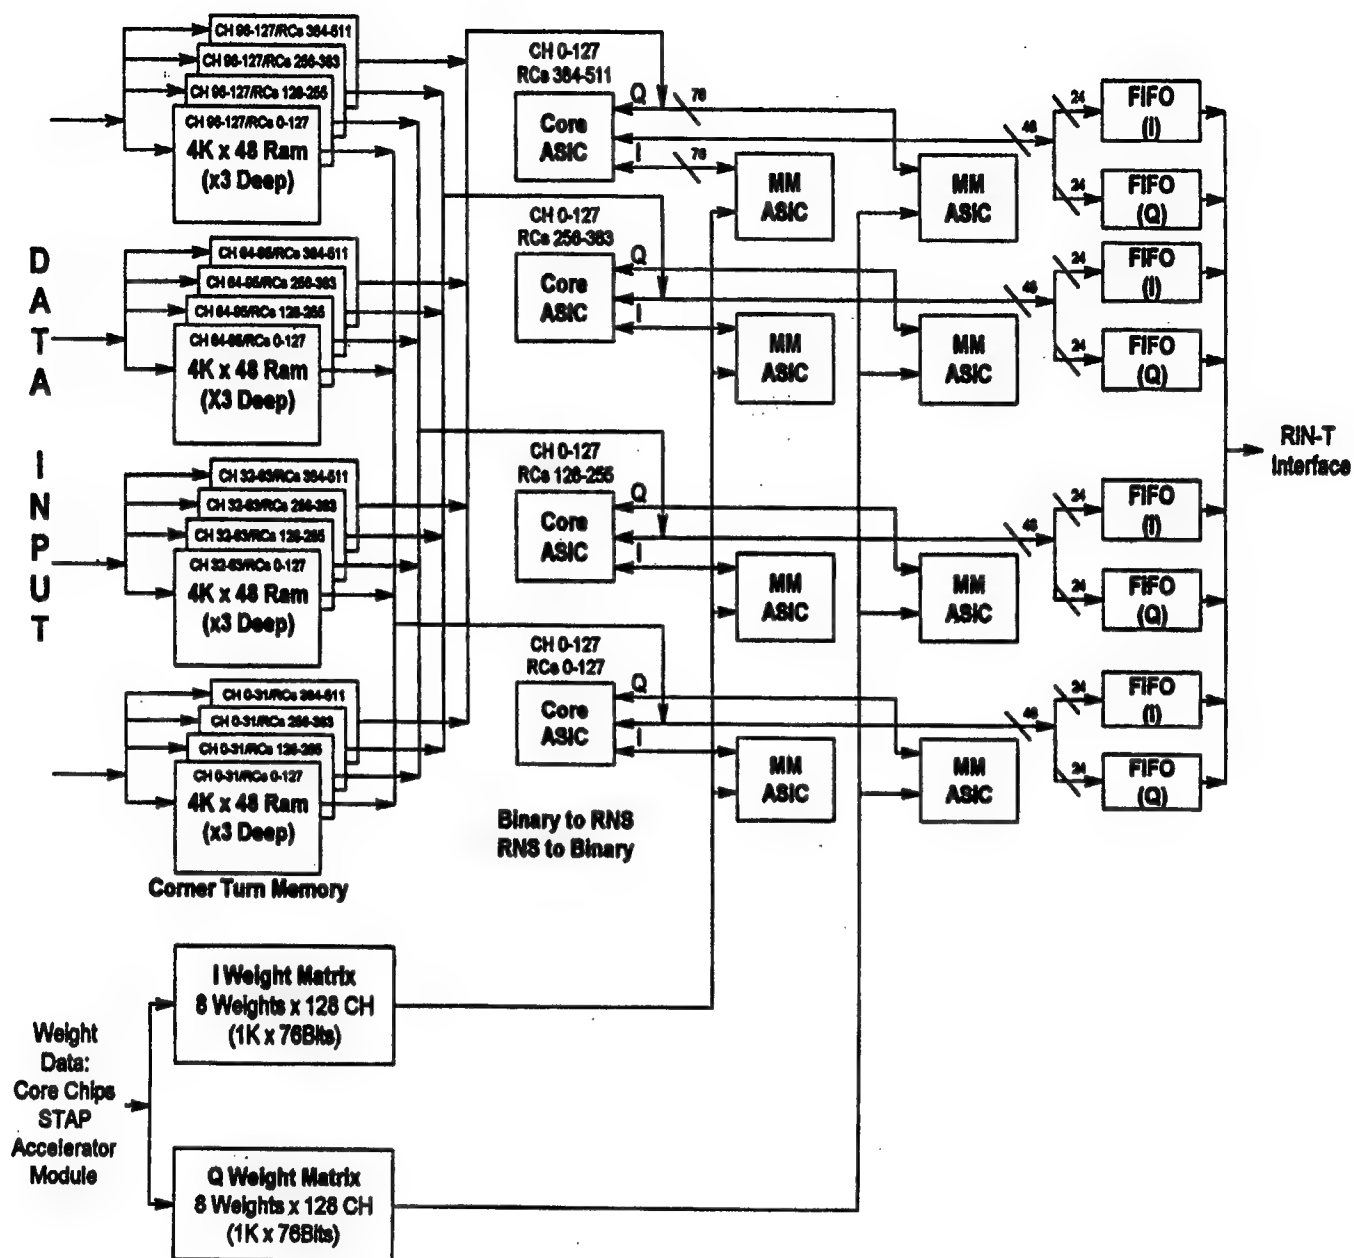 CH 96-127/RCs 384-511
CH 96-127/RCs 256-383
CH 96-127/RCs 128-255
CH 96-127/RCs 0-127
4K x 48 Ram
(x3 Deep)
CH 64-95/RCs 384-511
CH 64-95/RCs 256-383
CH 64-95/RCs 128-255
CH 64-95/RCs 0-127
4K x 48 Ram
(X3 Deep)
CH 32-63/RCs 384-511
CH 32-63/RCs 256-383
CH 32-63/RCs 128-255
CH 32-63/RCs 0-127
4K x 48 Ram
(x3 Deep)
CH 0-31/RCs 384-511
CH 0-31/RCs 256-383
CH 0-31/RCs 128-255
CH 0-31/RCs 0-127
4K x 48 Ram
(x3 Deep)
Corner Turn Memory
DATA INPUT
CH 0-127
RCs 384-511
Core
ASIC
Q
I
76
76
MM
ASIC
MM
ASIC
48
24
FIFO
(I)
24
FIFO
(Q)
CH 0-127
RCs 256-383
Core
ASIC
Q
I
MM
ASIC
MM
ASIC
48
24
FIFO
(I)
24
FIFO
(Q)
CH 0-127
RCs 128-255
Core
ASIC
Q
I
MM
ASIC
MM
ASIC
48
24
FIFO
(I)
24
FIFO
(Q)
CH 0-127
RCs 0-127
Core
ASIC
Q
I
MM
ASIC
MM
ASIC
48
24
FIFO
(I)
24
FIFO
(Q)
RIN-T
Interface
Binary to RNS
RNS to Binary
Weight
Data:
Core Chips
STAP
Accelerator
Module
I Weight Matrix
8 Weights x 128 CH
(1K x 76Bits)
Q Weight Matrix
8 Weights x 128 CH
(1K x 76Bits)